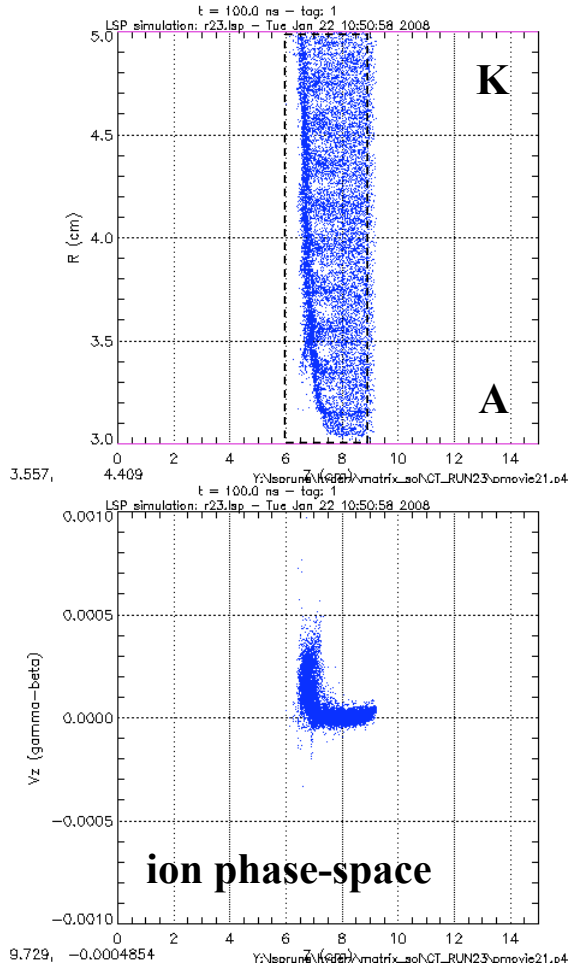 t = 100.0 ns - tag: 1
LSP simulation: r23.lsp - Tue Jan 22 10:50:58 2008
5.0
K
4.5
R (cm)
4.0
3.5
A
3.0
0 2 4 6 8 10 12 14
3.557, 4.409
t = 100.0 ns - tag: 1
LSP simulation: r23.lsp - Tue Jan 22 10:50:58 2008
0.0010
0.0005
Vz (gamma-beta)
0.0000
-0.0005
ion phase-space
-0.0010
0 2 4 6 8 10 12 14
9.729, -0.0004854